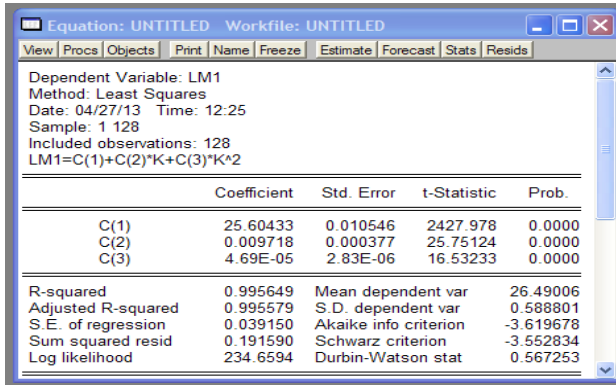 Equation: UNTITLED Workfile: UNTITLED
View Procs Objects Print Name Freeze Estimate Forecast Stats Resids
Dependent Variable: LM1
Method: Least Squares
Date: 04/27/13 Time: 12:25
Sample: 1 128
Included observations: 128
LM1=C(1)+C(2)*K+C(3)*K^2
Coefficient Std. Error t-Statistic Prob.
C(1) 25.60433 0.010546 2427.978 0.0000
C(2) 0.009718 0.000377 25.75124 0.0000
C(3) 4.69E-05 2.83E-06 16.53233 0.0000
R-squared 0.995649 Mean dependent var 26.49006
Adjusted R-squared 0.995579 S.D. dependent var 0.588801
S.E. of regression 0.039150 Akaike info criterion -3.619678
Sum squared resid 0.191590 Schwarz criterion -3.552834
Log likelihood 234.6594 Durbin-Watson stat 0.567253